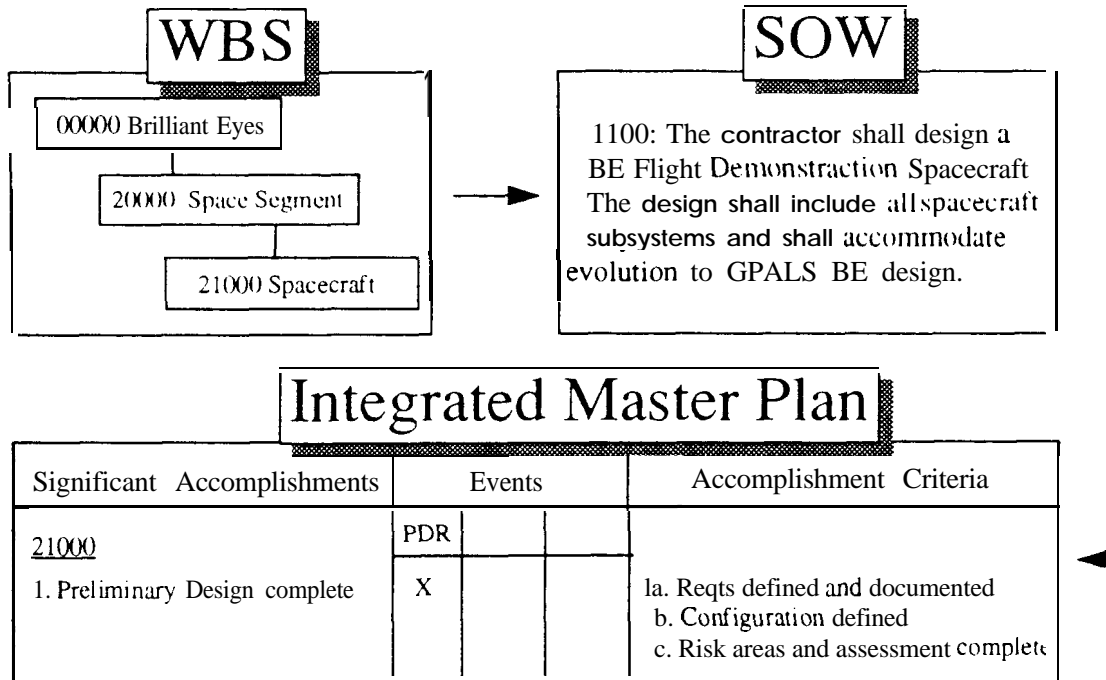 WBS
00000 Brilliant Eyes
20000 Space Segment
21000 Spacecraft
SOW
1100: The contractor shall design a
BE Flight Demonstraction Spacecraft
The design shall include all spacecraft
subsystems and shall accommodate
evolution to GPALS BE design.
Integrated Master Plan
Significant Accomplishments Events Accomplishment Criteria
21000 PDR
1. Preliminary Design complete X 1a. Reqts defined and documented
b. Configuration defined
c. Risk areas and assessment complete